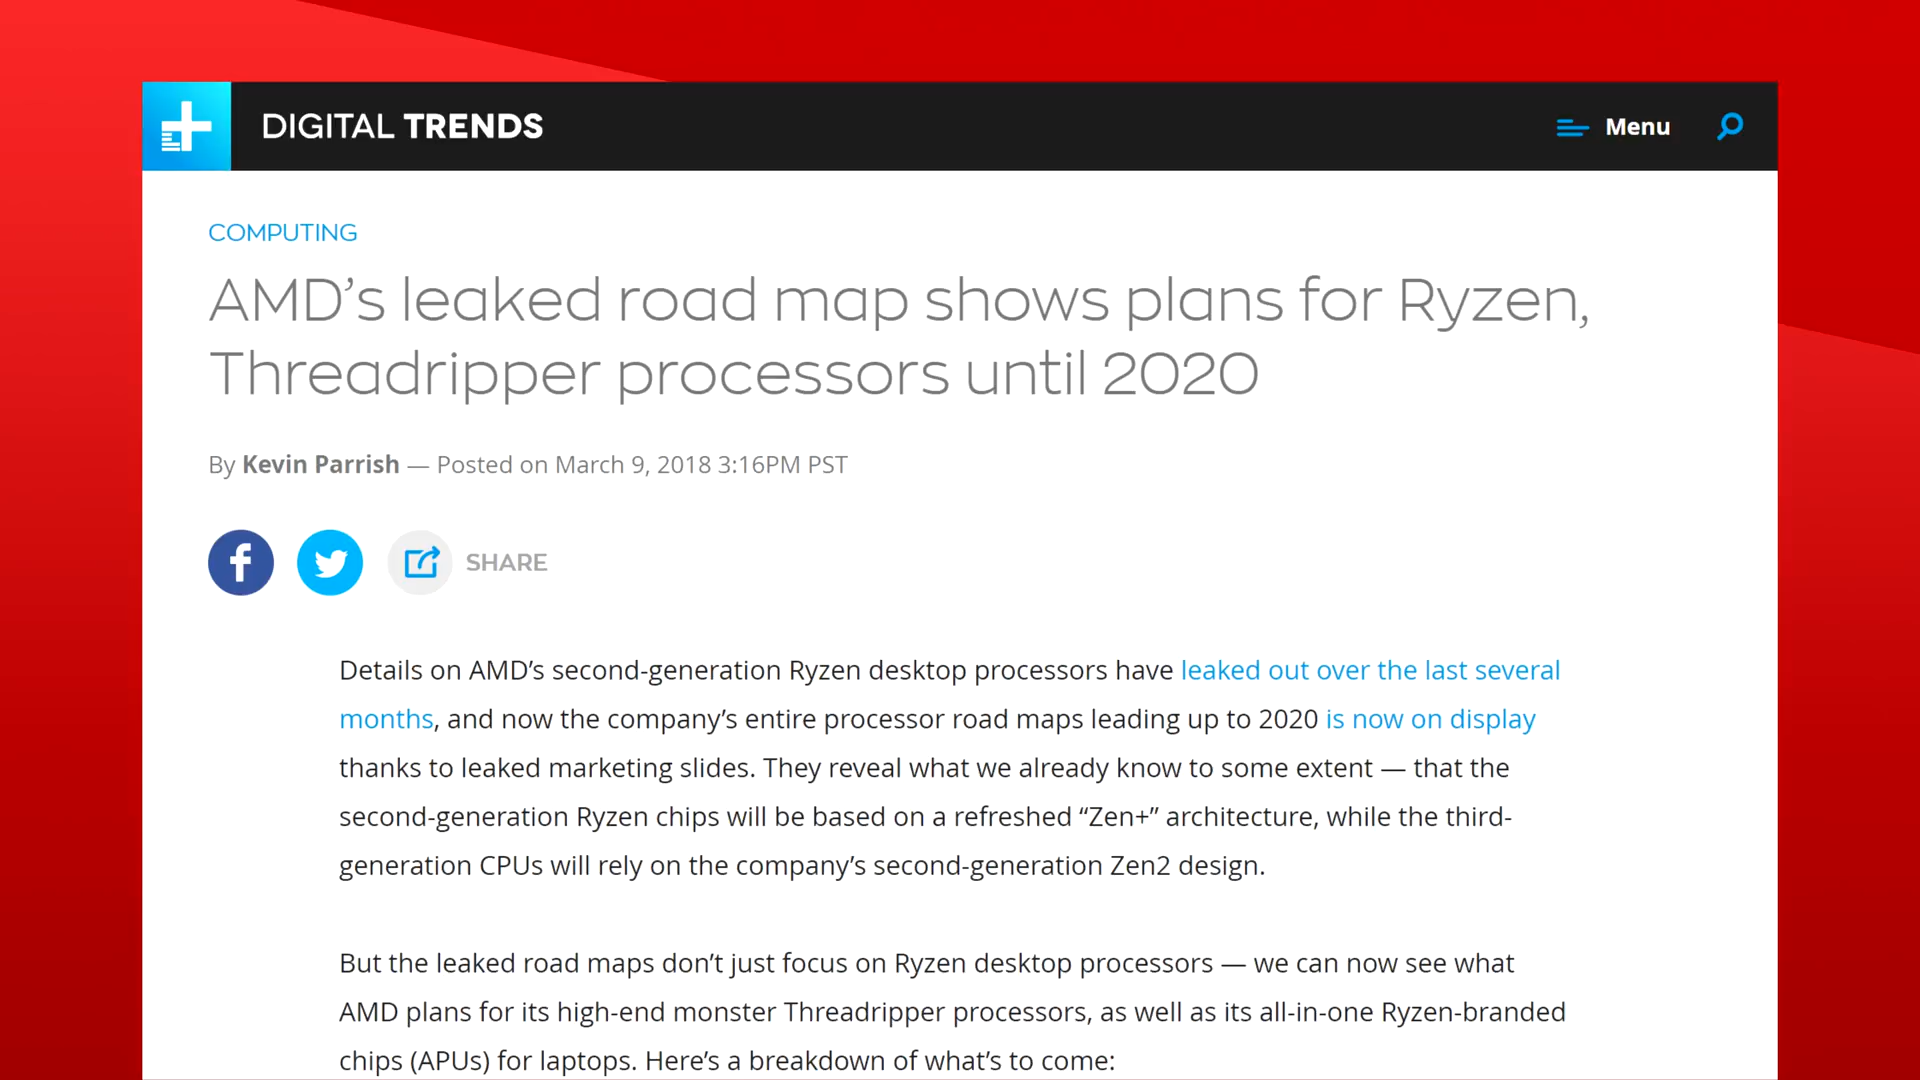 DIGITAL TRENDS
Menu
COMPUTING
AMD’s leaked road map shows plans for Ryzen,
Threadripper processors until 2020
By Kevin Parrish — Posted on March 9, 2018 3:16PM PST
SHARE
Details on AMD’s second-generation Ryzen desktop processors have leaked out over the last several
months, and now the company’s entire processor road maps leading up to 2020 is now on display
thanks to leaked marketing slides. They reveal what we already know to some extent — that the
second-generation Ryzen chips will be based on a refreshed “Zen+” architecture, while the third-
generation CPUs will rely on the company’s second-generation Zen2 design.
But the leaked road maps don’t just focus on Ryzen desktop processors — we can now see what
AMD plans for its high-end monster Threadripper processors, as well as its all-in-one Ryzen-branded
chips (APUs) for laptops. Here’s a breakdown of what’s to come: